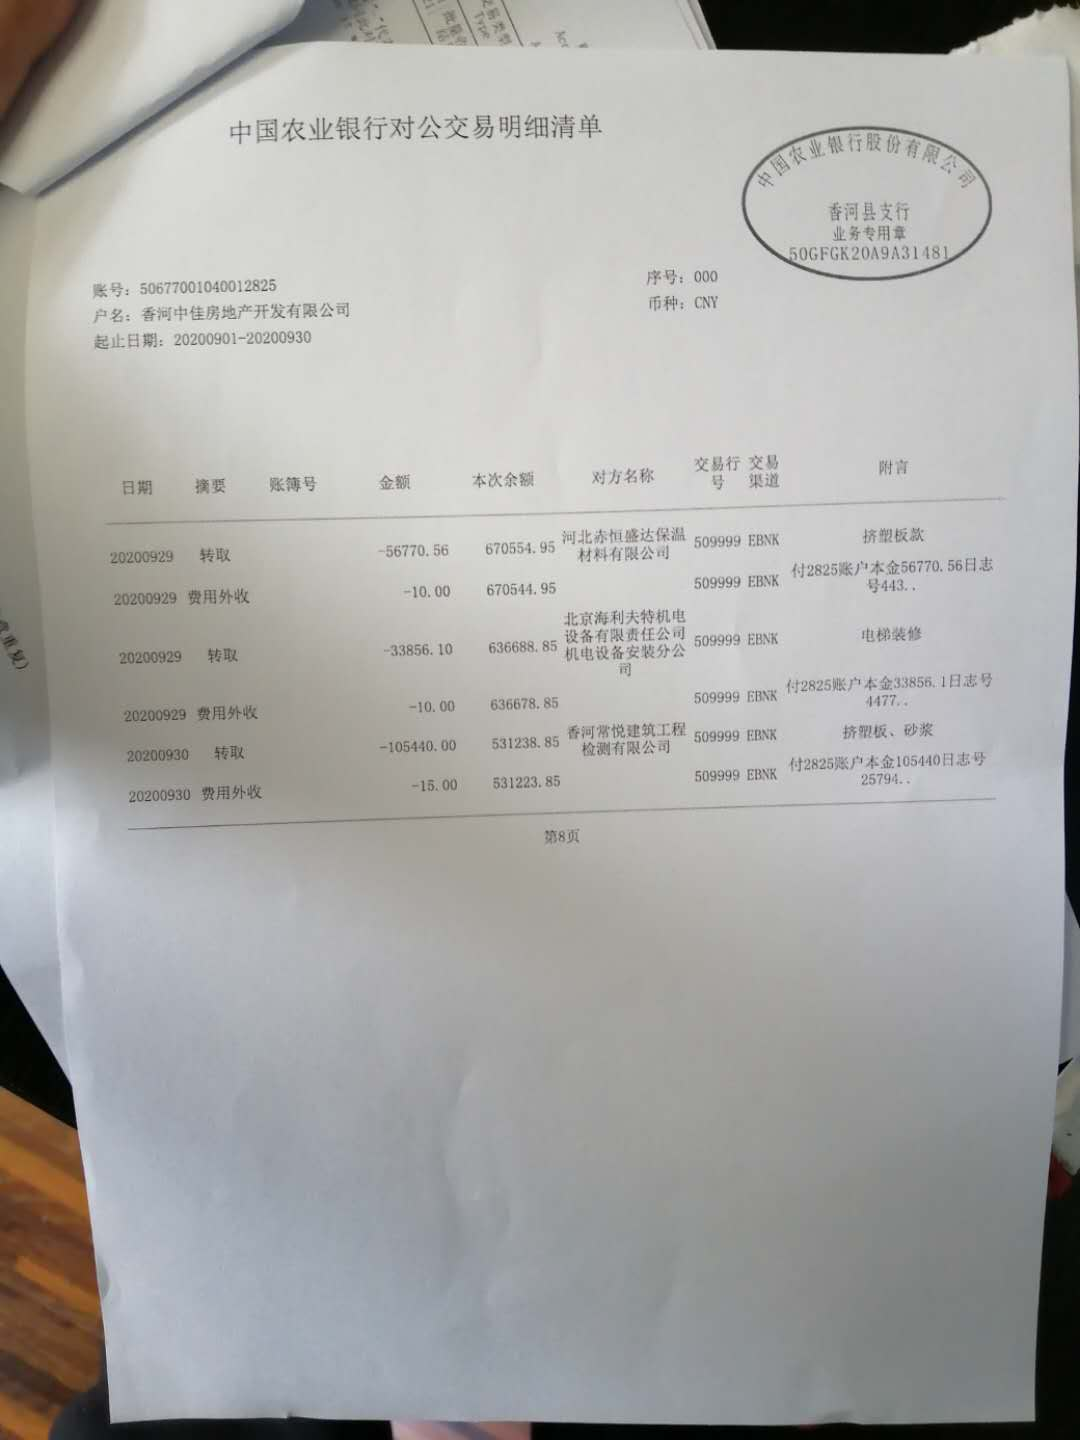 中国农业银行对公交易明细清单
中国农业银行股份有限公司
香河县支行
业务专用章
50GFGK20A9A31481
账号：50677001040012825
序号：000
户名：香河中佳房地产开发有限公司
币种：CNY
起止日期：20200901-20200930
日期 摘要 账簿号 金额 本次余额 对方名称 交易行号 交易渠道 附言
20200929 转取 -56770.56 670554.95 河北赤恒盛达保温材料有限公司 509999 EBNK 挤塑板款
20200929 费用外收 -10.00 670544.95 509999 EBNK 付2825账户本金56770.56日志号443..
20200929 转取 -33856.10 636688.85 北京海利夫特机电设备有限责任公司机电设备安装分公司 509999 EBNK 电梯装修
20200929 费用外收 -10.00 636678.85 509999 EBNK 付2825账户本金33856.1日志号4477..
20200930 转取 -105440.00 531238.85 香河常悦建筑工程检测有限公司 509999 EBNK 挤塑板、砂浆
20200930 费用外收 -15.00 531223.85 509999 EBNK 付2825账户本金105440日志号25794..
第8页